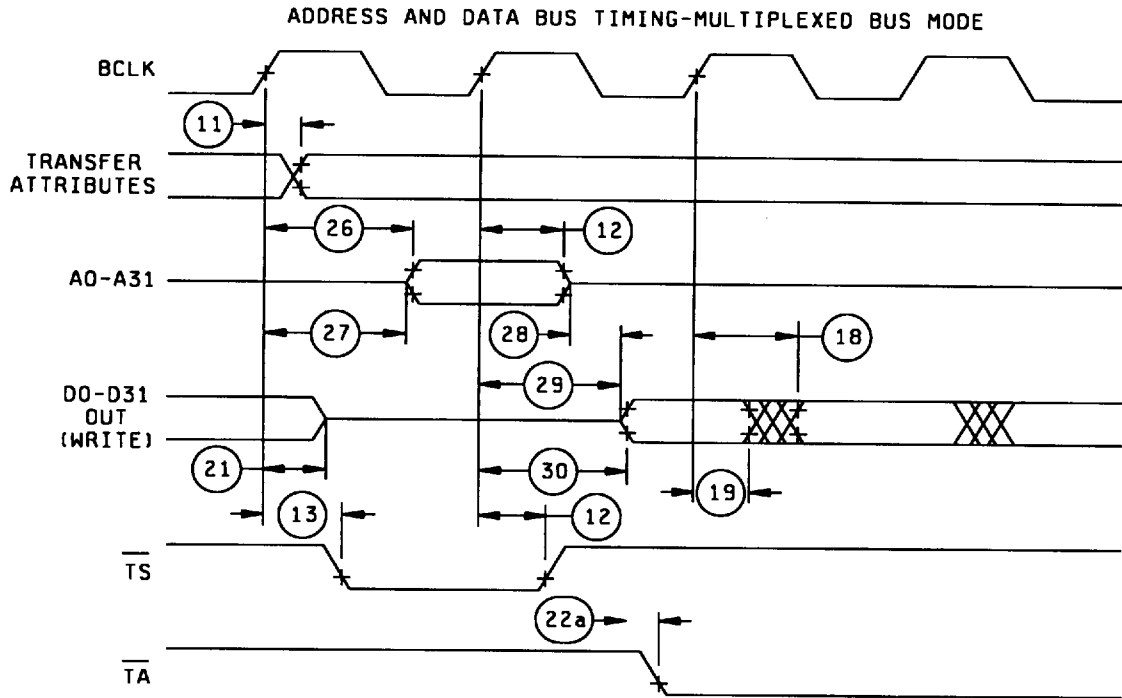 ADDRESS AND DATA BUS TIMING-MULTIPLEXED BUS MODE
BCLK
11
TRANSFER
ATTRIBUTES
26
12
A0-A31
27
28
18
29
D0-D31
OUT
(WRITE)
21
30
19
13
12
TS
22a
TA